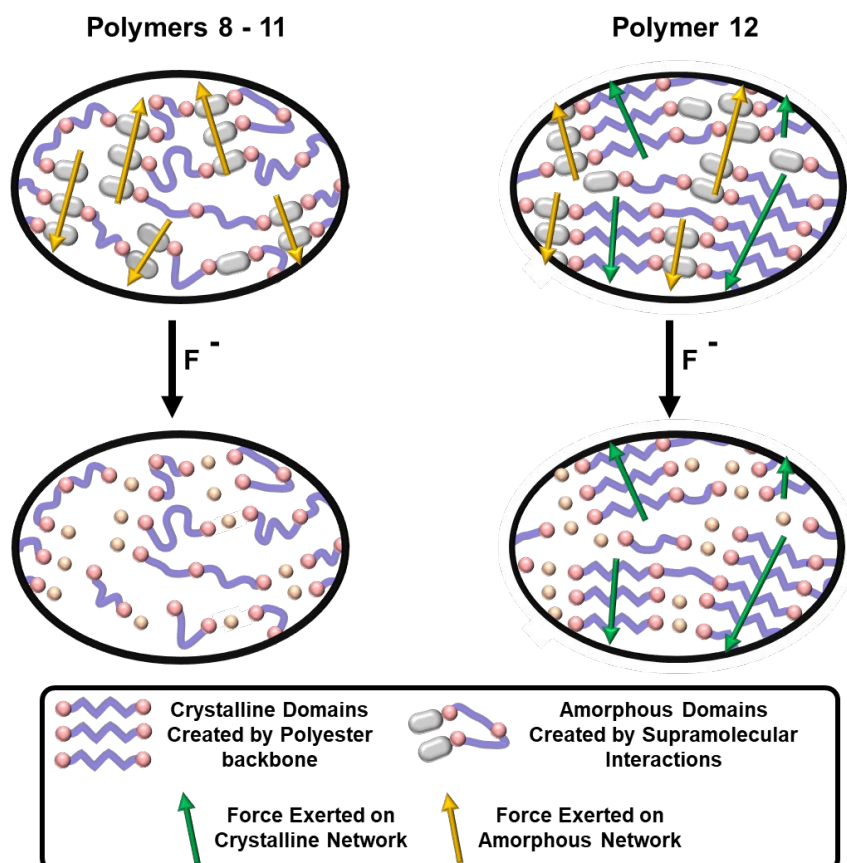 Polymers 8 - 11
Polymer 12
F -
F -
Crystalline Domains
Created by Polyester
backbone
Amorphous Domains
Created by Supramolecular
Interactions
Force Exerted on
Crystalline Network
Force Exerted on
Amorphous Network